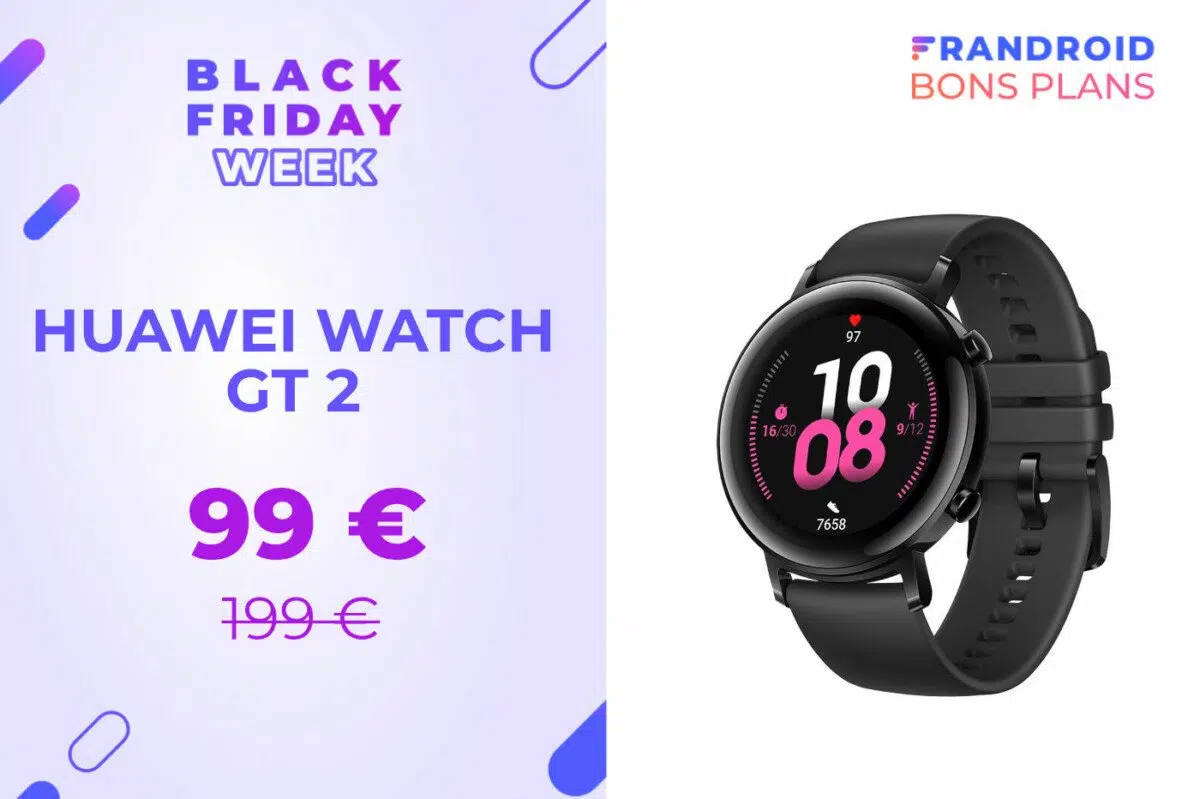 BLACK
FRIDAY
WEEK
HUAWEI WATCH
GT 2
99 €
199 €
FRANDROID
BONS PLANS
97
10
08
16/30
9/12
7658